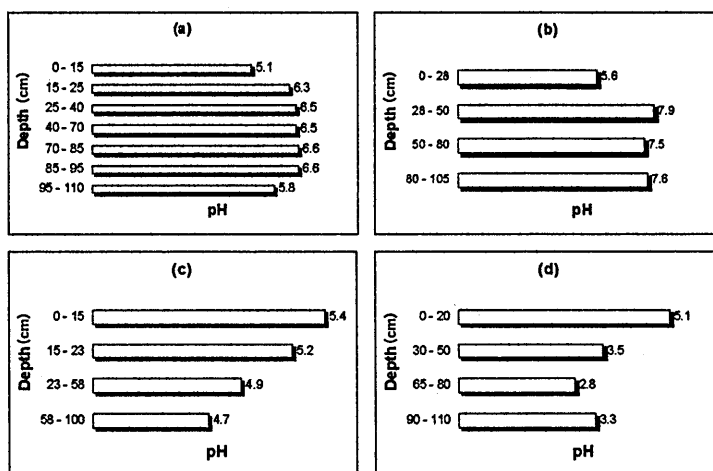 (a)
Depth (cm)
0 - 15 5.1
15 - 25 6.3
25 - 40 6.5
40 - 70 6.5
70 - 85 6.6
85 - 95 6.6
95 - 110 5.8
pH
(b)
Depth (cm)
0 - 28 5.6
28 - 50 7.9
50 - 80 7.5
80 - 105 7.6
pH
(c)
Depth (cm)
0 - 15 5.4
15 - 23 5.2
23 - 58 4.9
58 - 100 4.7
pH
(d)
Depth (cm)
0 - 20 5.1
30 - 50 3.5
65 - 80 2.8
90 - 110 3.3
pH